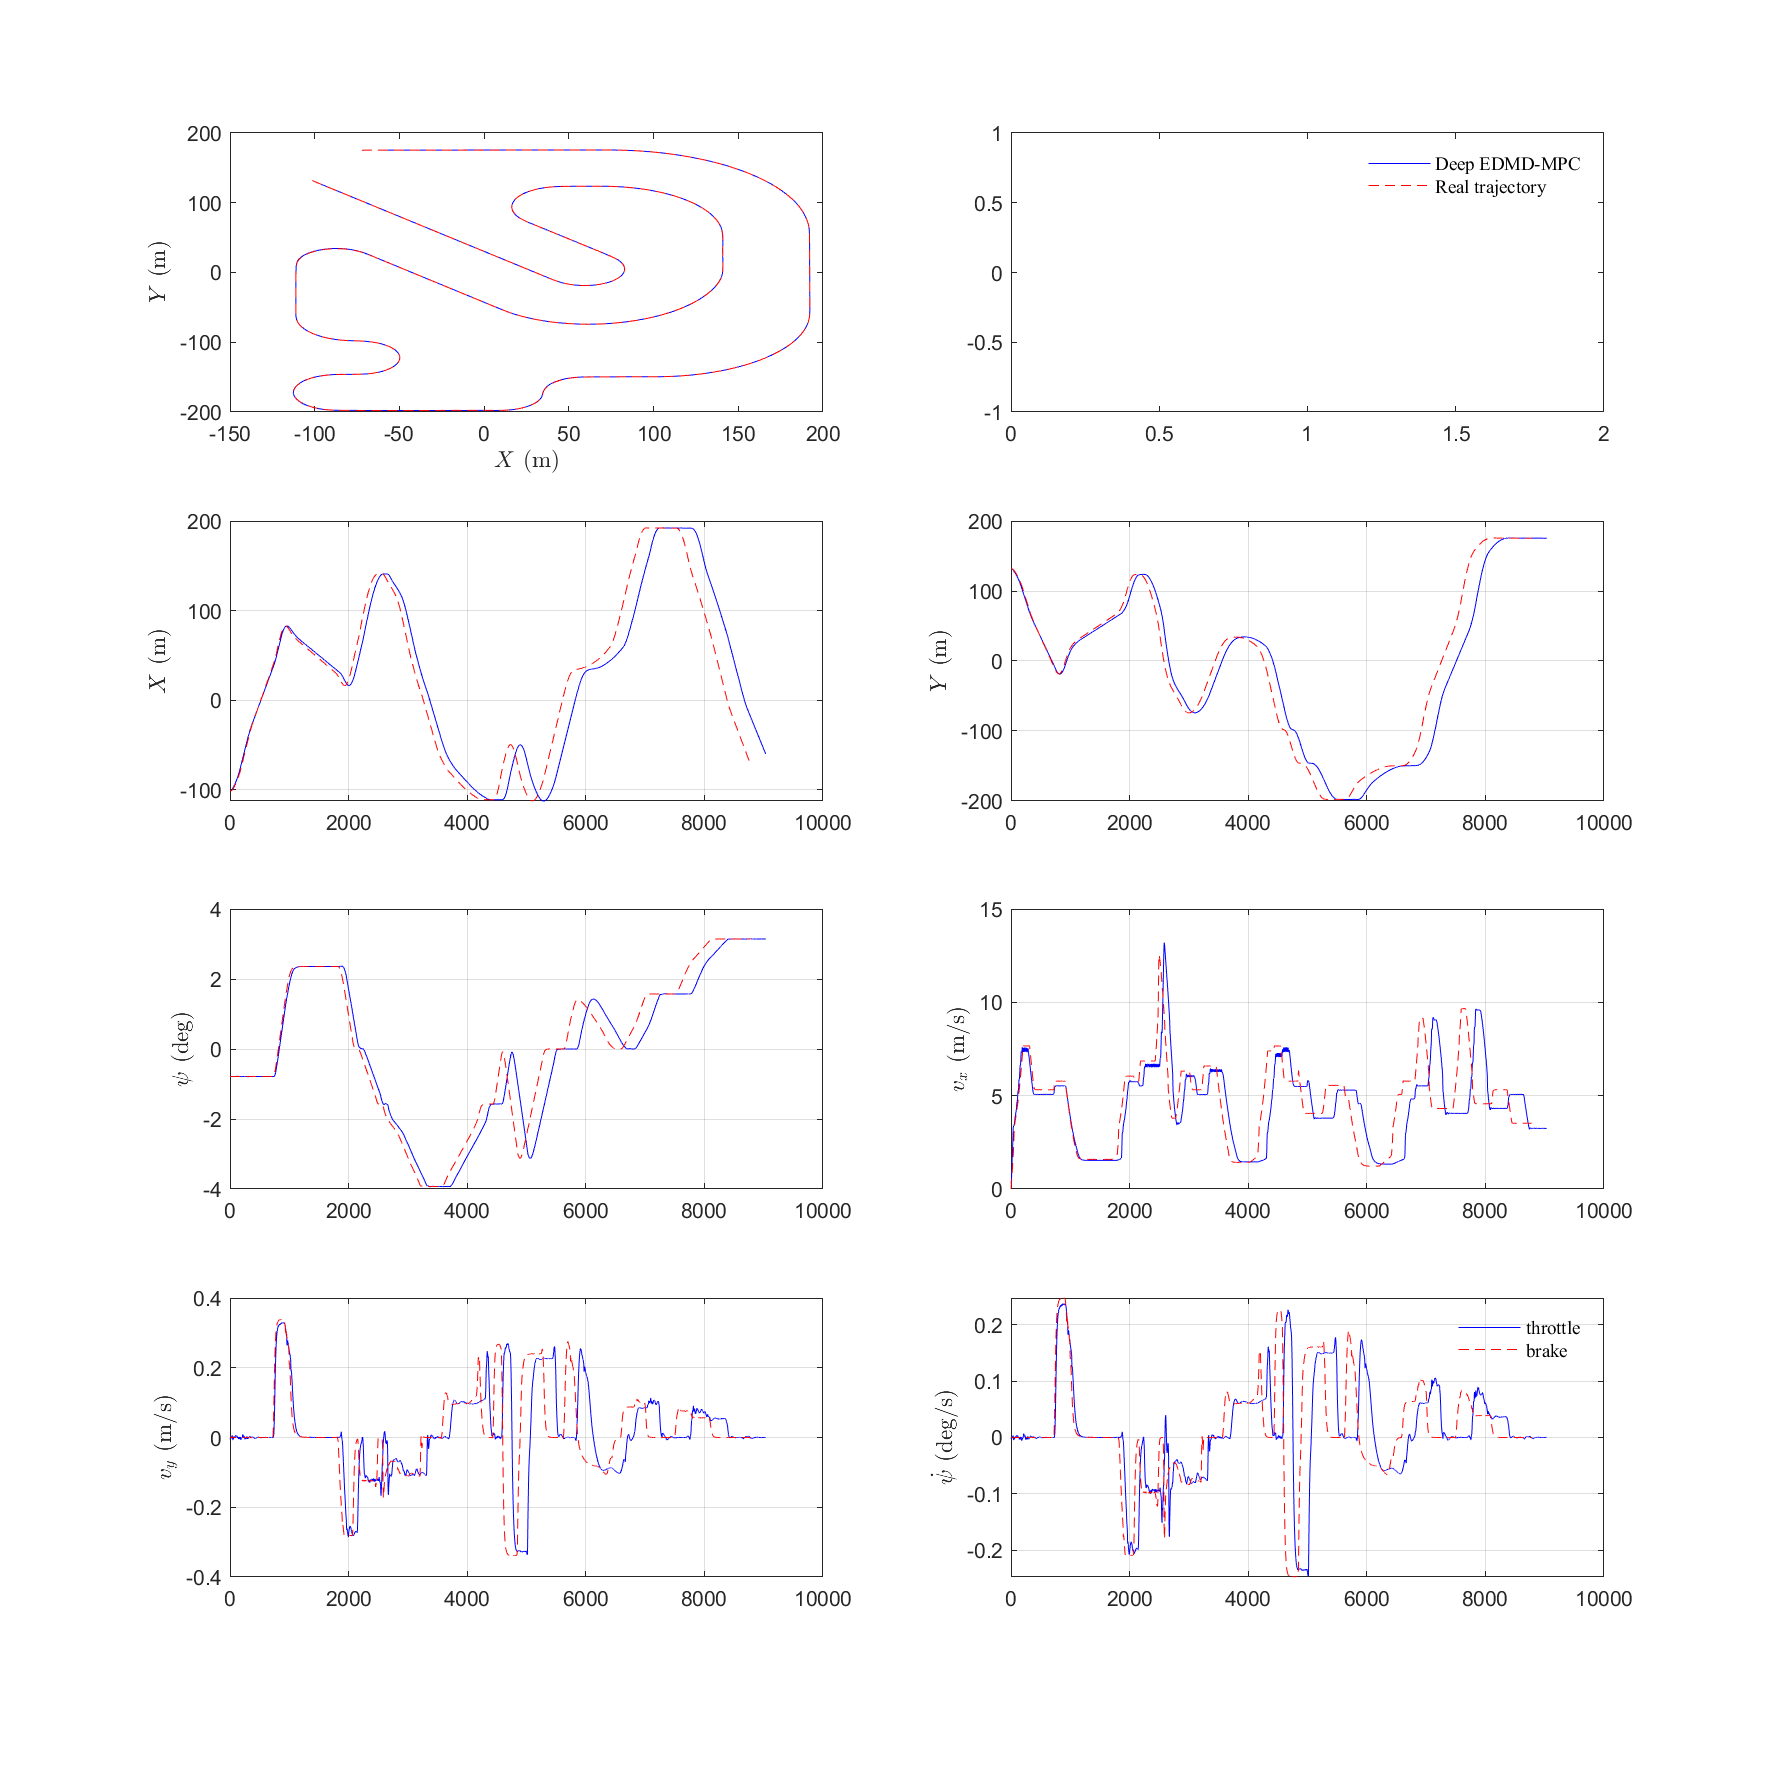 200
100
0
-100
-200
Y (m)
-150 -100 -50 0 50 100 150 200
X (m)
1
0.5
0
-0.5
-1
0 0.5 1 1.5 2
Deep EDMD-MPC
Real trajectory
200
100
0
-100
X (m)
0 2000 4000 6000 8000 10000
200
100
0
-100
-200
Y (m)
0 2000 4000 6000 8000 10000
4
2
0
-2
-4
ψ (deg)
0 2000 4000 6000 8000 10000
15
10
5
0
v_x (m/s)
0 2000 4000 6000 8000 10000
0.4
0.2
0
-0.2
-0.4
v_y (m/s)
0 2000 4000 6000 8000 10000
0.2
0.1
0
-0.1
-0.2
ψ̇ (deg/s)
0 2000 4000 6000 8000 10000
throttle
brake